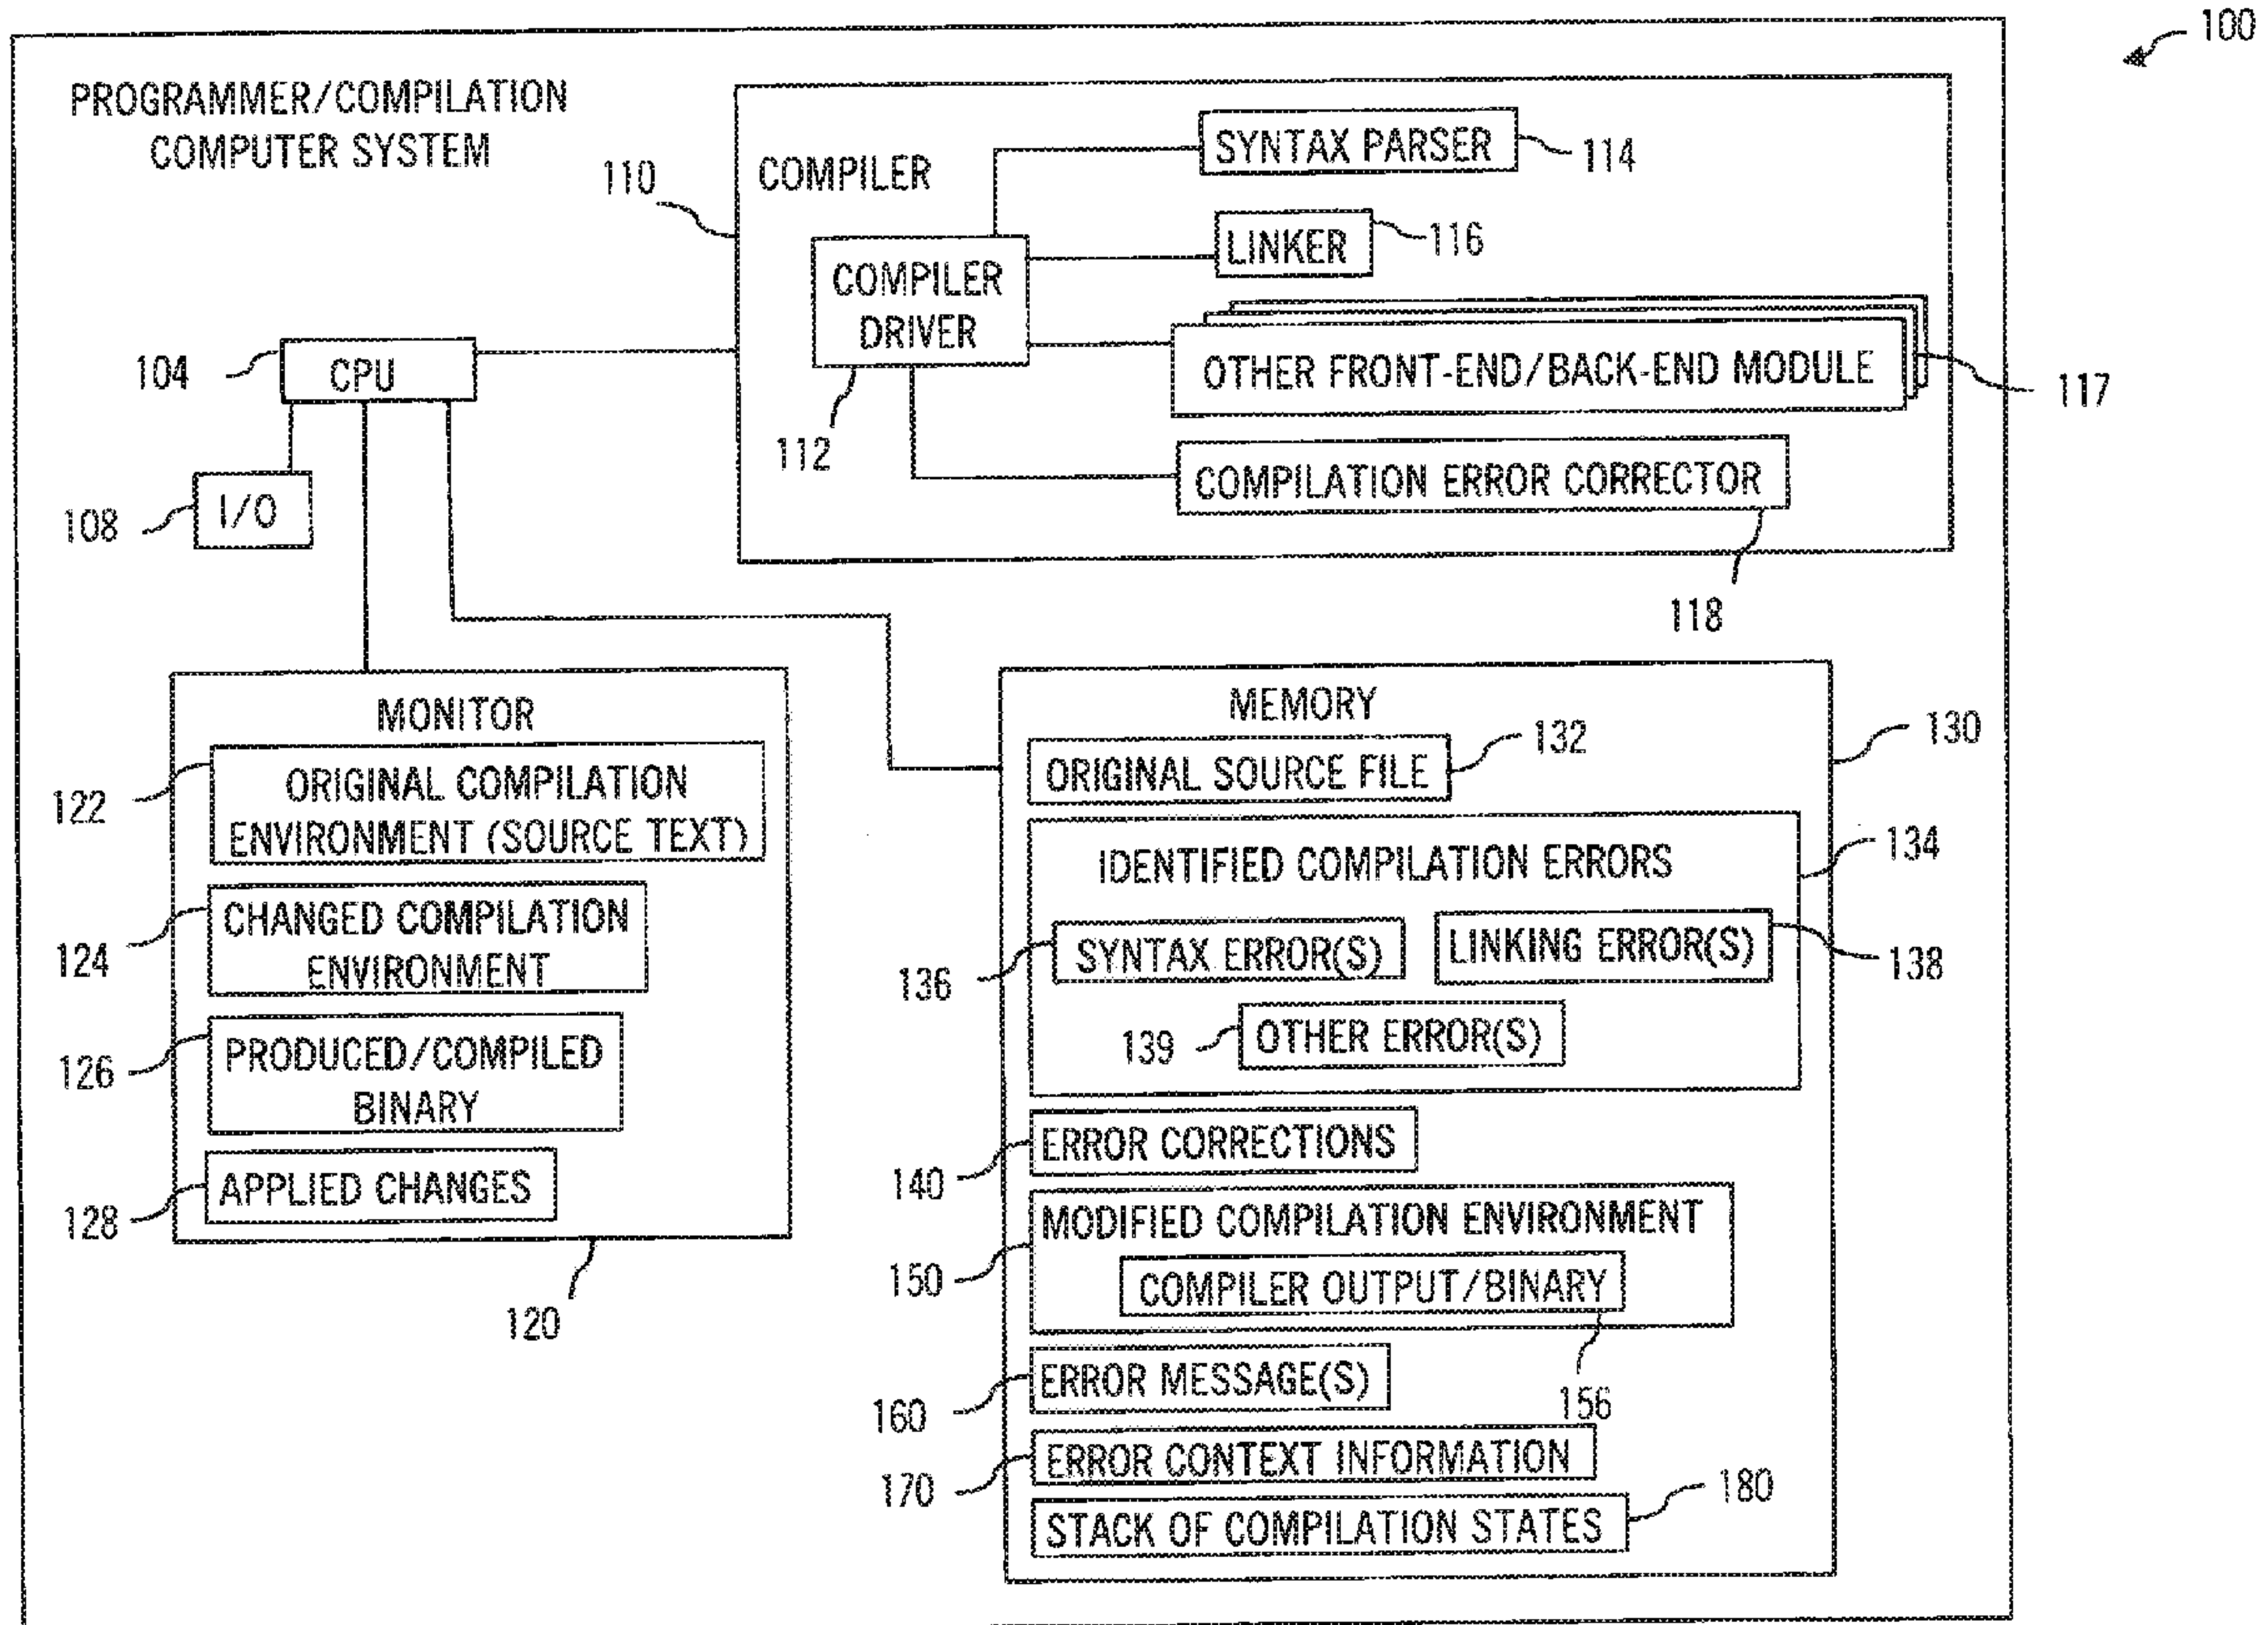 100
PROGRAMMER/COMPILATION
COMPUTER SYSTEM
110
COMPILER
SYNTAX PARSER
114
LINKER
116
COMPILER
DRIVER
112
OTHER FRONT-END/BACK-END MODULE
117
COMPILATION ERROR CORRECTOR
118
104
CPU
108
I/O
MONITOR
122
ORIGINAL COMPILATION
ENVIRONMENT (SOURCE TEXT)
124
CHANGED COMPILATION
ENVIRONMENT
126
PRODUCED/COMPILED
BINARY
128
APPLIED CHANGES
120
MEMORY
130
ORIGINAL SOURCE FILE
132
IDENTIFIED COMPILATION ERRORS
134
136
SYNTAX ERROR(S)
LINKING ERROR(S)
138
139
OTHER ERROR(S)
140
ERROR CORRECTIONS
150
MODIFIED COMPILATION ENVIRONMENT
COMPILER OUTPUT/BINARY
156
160
ERROR MESSAGE(S)
170
ERROR CONTEXT INFORMATION
180
STACK OF COMPILATION STATES